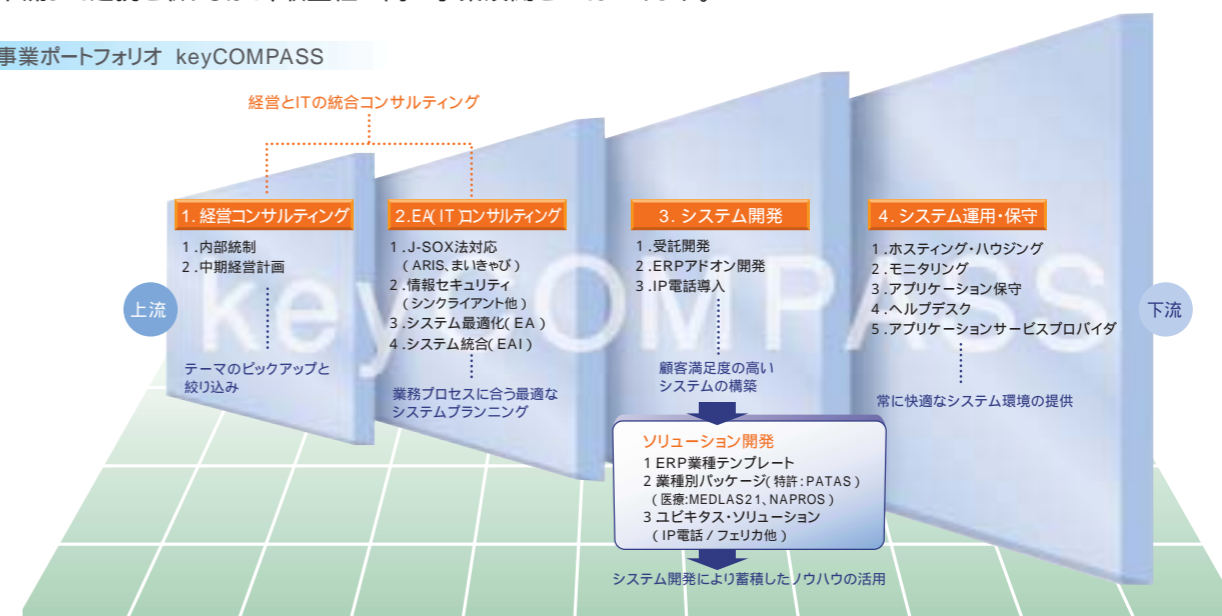 事業ポートフォリオ keyCOMPASS
経営とITの統合コンサルティング
上流
1. 経営コンサルティング
1.内部統制
2.中期経営計画
テーマのピックアップと
絞り込み
2.EA(IT)コンサルティング
1.J-SOX法対応
(ARIS、まいきゃび)
2.情報セキュリティ
(シンクライアント他)
3.システム最適化(EA)
4.システム統合(EAI)
業務プロセスに合う最適な
システムプランニング
3. システム開発
1.受託開発
2.ERPアドオン開発
3.IP電話導入
顧客満足度の高い
システムの構築
ソリューション開発
1 ERP業種テンプレート
2 業種別パッケージ(特許:PATAS)
(医療:MEDLAS21、NAPROS)
3 ユビキタス・ソリューション
(IP電話/フェリカ他)
システム開発により蓄積したノウハウの活用
4. システム運用・保守
1.ホスティング・ハウジング
2.モニタリング
3.アプリケーション保守
4.ヘルプデスク
5.アプリケーションサービスプロバイダ
常に快適なシステム環境の提供
下流
keyCOMPASS